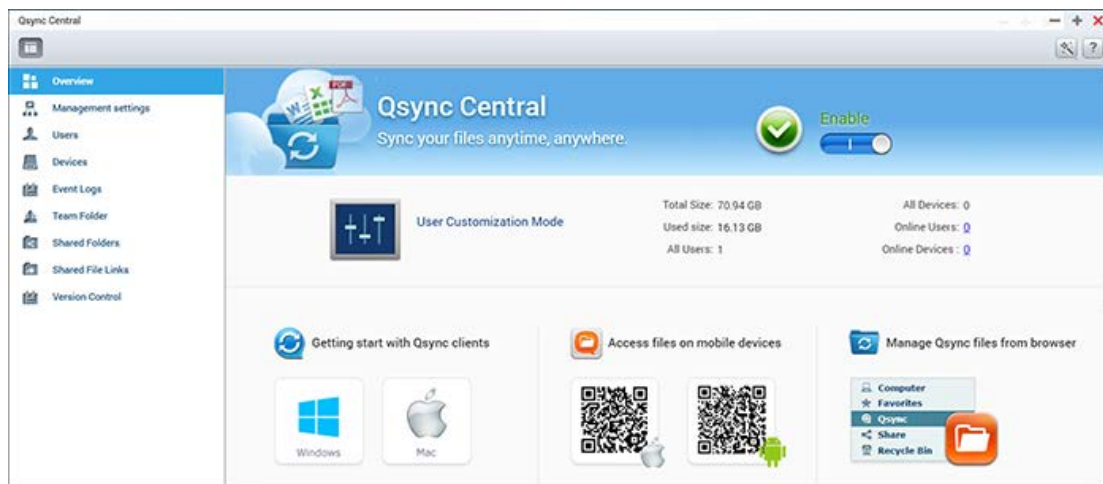 Qsync Central
Overview
Management settings
Users
Devices
Event Logs
Team Folder
Shared Folders
Shared File Links
Version Control
Qsync Central
Sync your files anytime, anywhere.
Enable
User Customization Mode
Total Size: 70.94 GB
Used size: 16.13 GB
All Users: 1
All Devices: 0
Online Users: 0
Online Devices : 0
Getting start with Qsync clients
Windows
Mac
Access files on mobile devices
Manage Qsync files from browser
Computer
Favorites
Qsync
Share
Recycle Bin